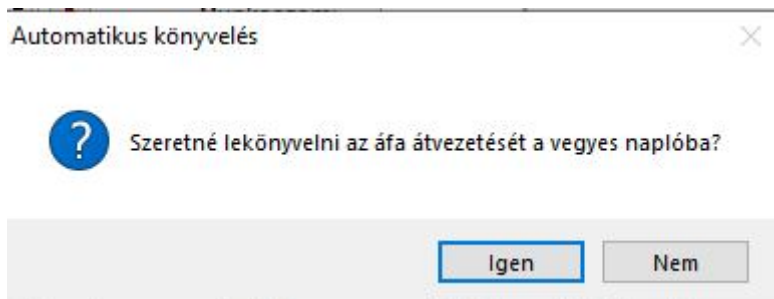 Automatikus könyvelés
Szeretné lekönyvelni az áfa átvezetését a vegyes naplóba?
Igen
Nem